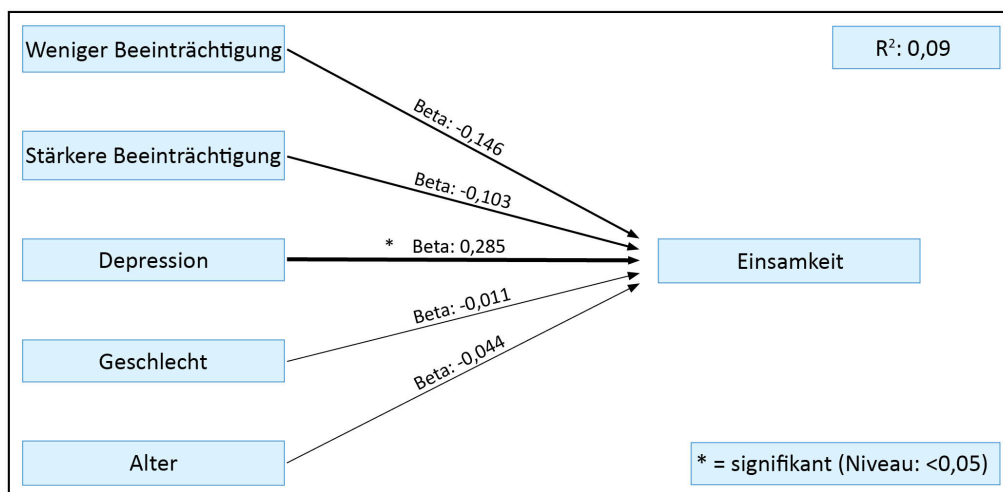 Weniger Beeinträchtigung
R²: 0,09
Beta: -0,146
Stärkere Beeinträchtigung
Beta: -0,103
* Beta: 0,285
Depression
Einsamkeit
Beta: -0,011
Geschlecht
Beta: -0,044
Alter
* = signifikant (Niveau: <0,05)